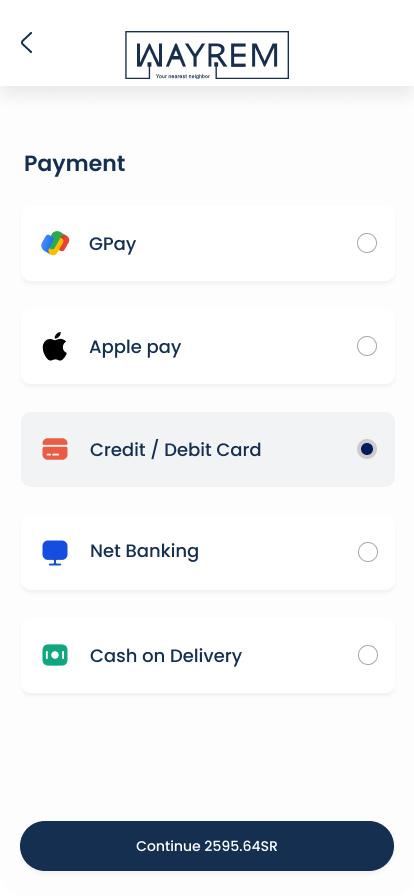 WAYREM
Your nearest neighbor
Payment
GPay
Apple pay
Credit / Debit Card
Net Banking
Cash on Delivery
Continue 2595.64SR